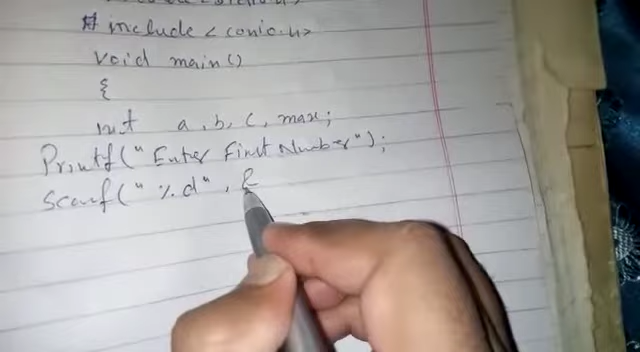 # include <conio.h>
void main()
{
int a, b, c, max;
Printf(" Enter First Number");
Scanf(" %d" , &